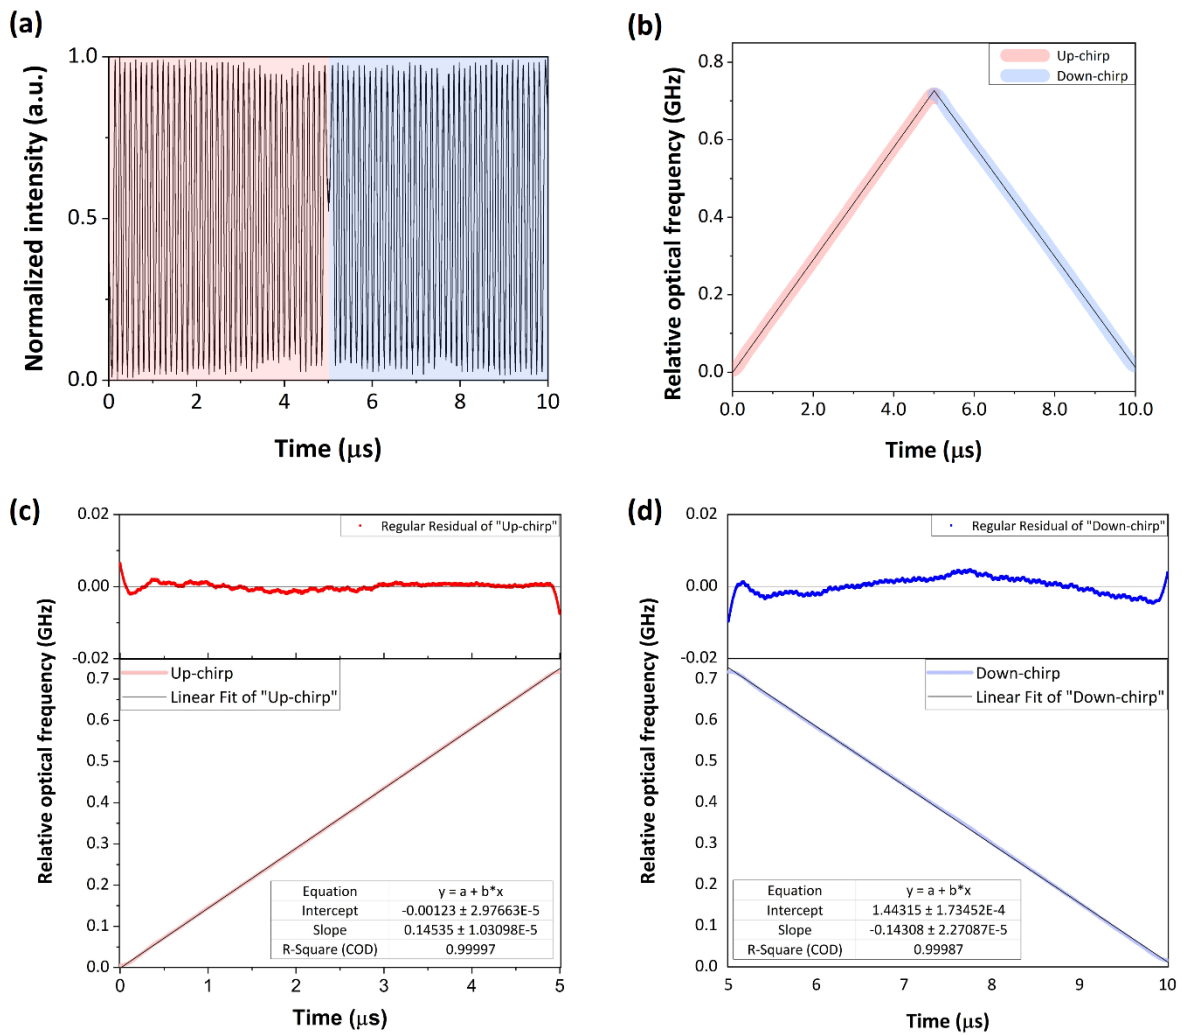 (a)
Normalized intensity (a.u.)
1.0
0.5
0.0
0 2 4 6 8 10
Time (μs)
(b)
Relative optical frequency (GHz)
Up-chirp
Down-chirp
0.8
0.6
0.4
0.2
0.0
0.0 2.0 4.0 6.0 8.0 10.0
Time (μs)
(c)
Relative optical frequency (GHz)
0.02
0.00
-0.02
Regular Residual of "Up-chirp"
Up-chirp
Linear Fit of "Up-chirp"
0.7
0.6
0.5
0.4
0.3
0.2
0.1
0.0
Equation y = a + b*x
Intercept -0.00123 ± 2.97663E-5
Slope 0.14535 ± 1.03098E-5
R-Square (COD) 0.99997
0 1 2 3 4 5
Time (μs)
(d)
Relative optical frequency (GHz)
0.02
0.00
-0.02
Regular Residual of "Down-chirp"
Down-chirp
Linear Fit of "Down-chirp"
0.7
0.6
0.5
0.4
0.3
0.2
0.1
0.0
Equation y = a + b*x
Intercept 1.44315 ± 1.73452E-4
Slope -0.14308 ± 2.27087E-5
R-Square (COD) 0.99987
5 6 7 8 9 10
Time (μs)